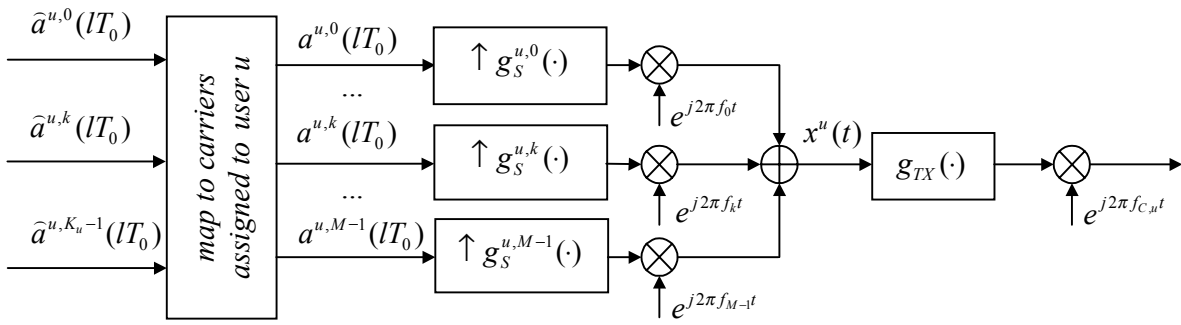 â^{u,0}(lT_0)
â^{u,k}(lT_0)
â^{u,K_u−1}(lT_0)
map to carriers
assigned to user u
a^{u,0}(lT_0)
...
a^{u,k}(lT_0)
...
a^{u,M−1}(lT_0)
↑ g_S^{u,0}(·)
↑ g_S^{u,k}(·)
↑ g_S^{u,M−1}(·)
e^{j2πf_0t}
e^{j2πf_kt}
e^{j2πf_{M−1}t}
x^u(t)
g_{TX}(·)
e^{j2πf_{C,u}t}